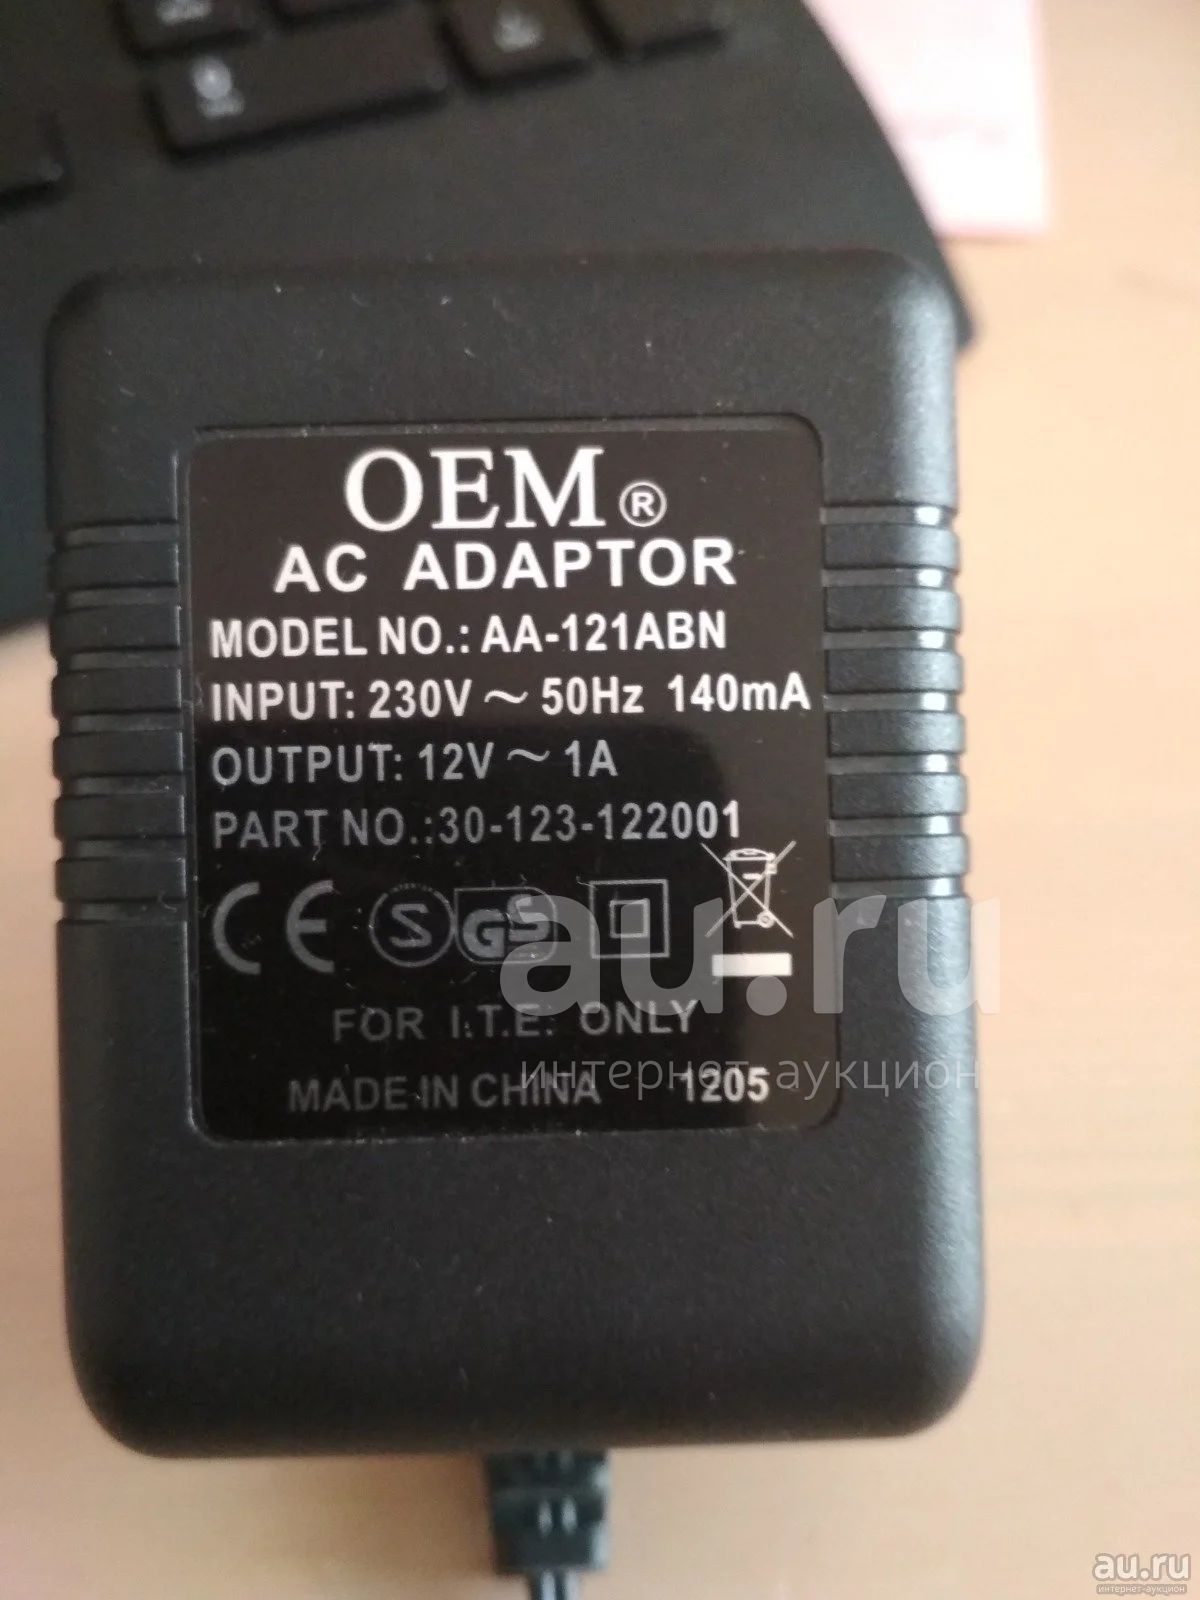 OEM®
AC ADAPTOR
MODEL NO.: AA-121ABN
INPUT: 230V ~ 50Hz 140mA
OUTPUT: 12V ~ 1A
PART NO.:30-123-122001
CE S GS
FOR I.T.E. ONLY
MADE IN CHINA 1205
au.ru
интернет-аукцион
au.ru
интернет-аукцион